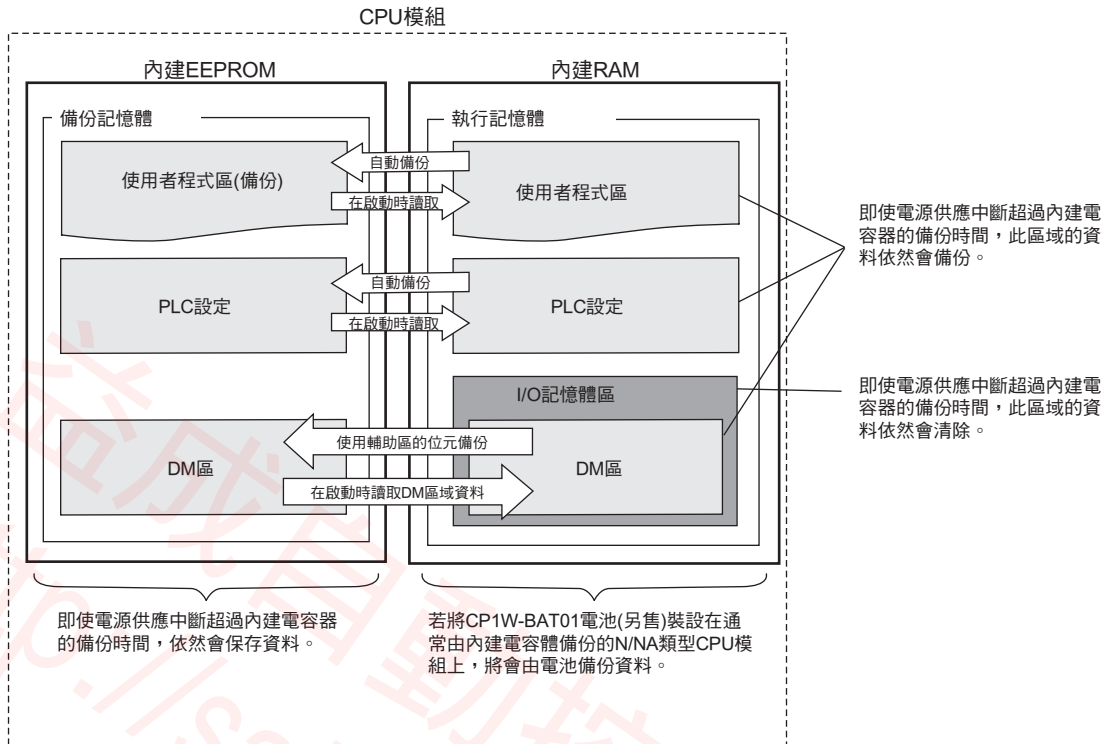 CPU模組
內建EEPROM
內建RAM
備份記憶體
執行記憶體
使用者程式區(備份)
自動備份
在啟動時讀取
使用者程式區
PLC設定
自動備份
在啟動時讀取
PLC設定
I/O記憶體區
DM區
使用輔助區的位元備份
在啟動時讀取DM區域資料
DM區
即使電源供應中斷超過內建電
容器的備份時間,此區域的資
料依然會備份。
即使電源供應中斷超過內建電
容器的備份時間,此區域的資
料依然會清除。
即使電源供應中斷超過內建電容器
的備份時間,依然會保存資料。
若將CP1W-BAT01電池(另售)裝設在通
常由內建電容體備份的N/NA類型CPU模
組上,將會由電池備份資料。
益成自動控